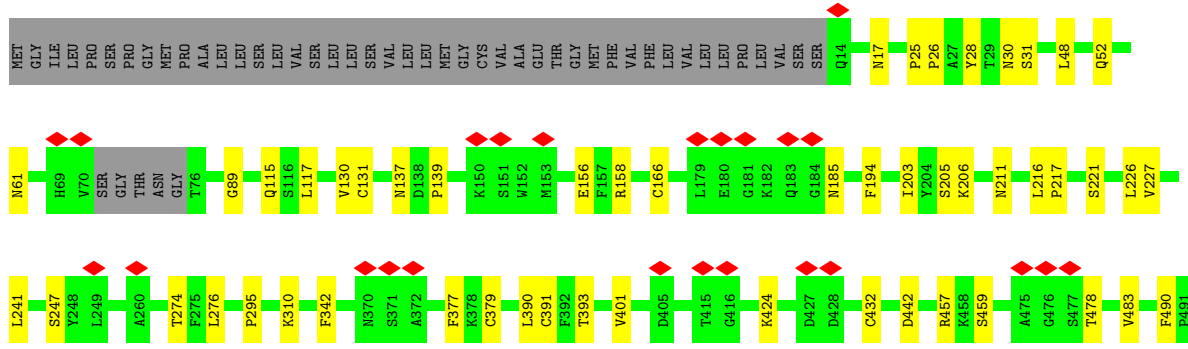 MET GLY ILE LEU PRO SER PRO GLY MET PRO ALA LEU LEU SER LEU VAL SER LEU LEU SER VAL LEU LEU MET GLY CYS VAL ALA GLU THR GLY MET PHE VAL PHE LEU VAL LEU LEU PRO LEU VAL SER SER Q14 N17 P25 P26 A27 Y28 T29 N30 S31 L48 Q52
N61 H69 V70 SER GLY THR ASN GLY T76 G89 Q115 S116 L117 V130 C131 N137 D138 P139 K150 S151 W152 M153 E156 F157 R158 C166 L179 E180 G181 K182 Q183 G184 N185 F194 I203 Y204 S205 K206 N211 L216 P217 S221 L226 V227
L241 S247 Y248 L249 A260 T274 F275 L276 P295 K310 F342 N370 S371 A372 F377 K378 C379 L390 C391 F392 T393 V401 D405 T415 G416 K424 D427 D428 C432 D442 R457 K458 S459 A475 G476 S477 T478 V483 F490 P491